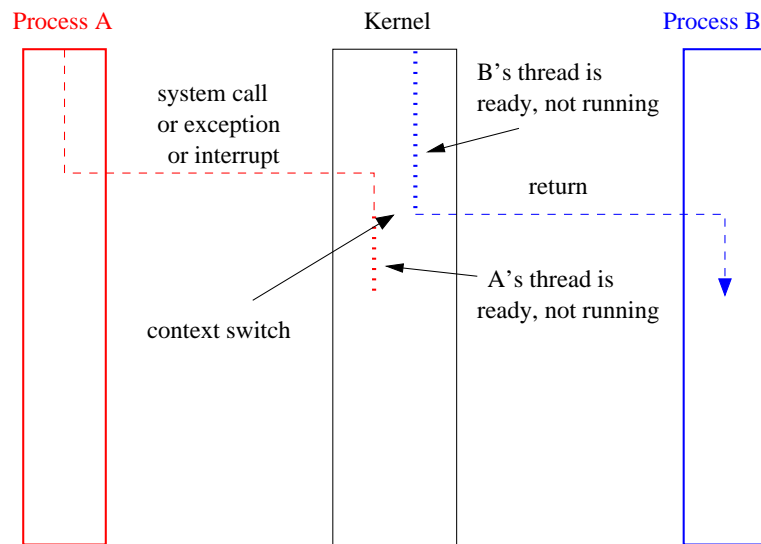 Process A
Kernel
Process B
system call
or exception
or interrupt
B's thread is
ready, not running
return
A's thread is
ready, not running
context switch